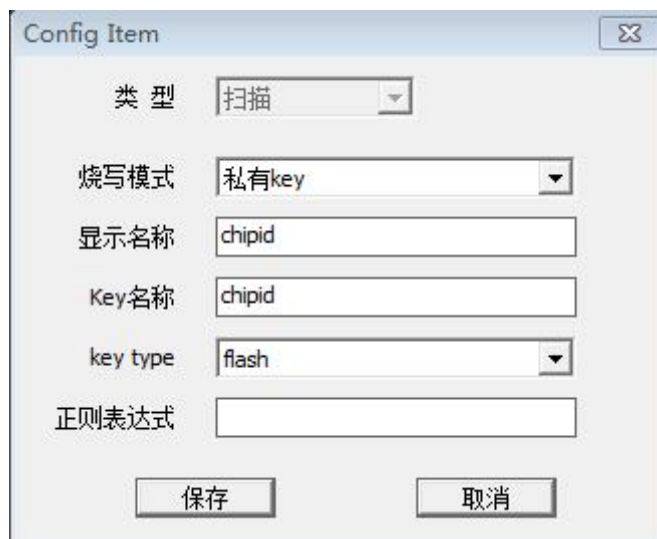 Config Item
类 型 扫描
烧写模式 私有key
显示名称 chipid
Key名称 chipid
key type flash
正则表达式
保存 取消